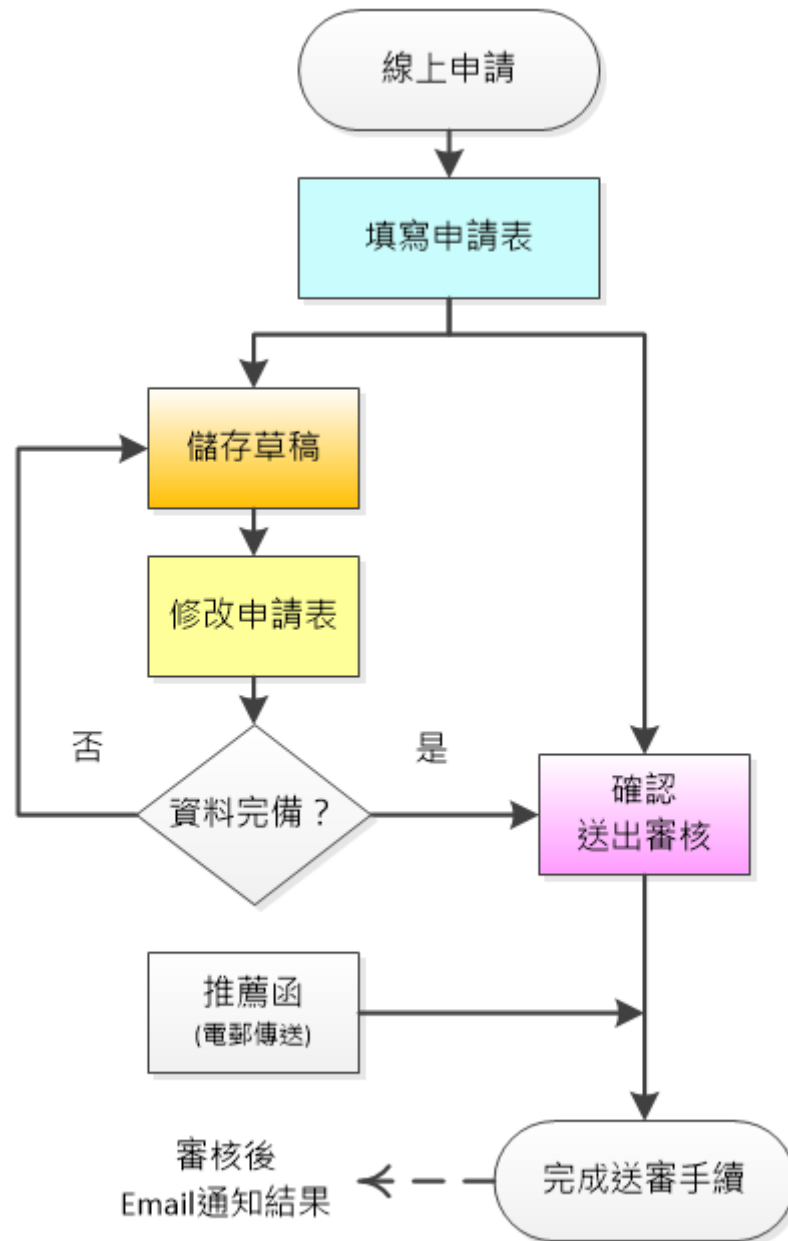 線上申請
填寫申請表
儲存草稿
修改申請表
否
是
資料完備？
確認
送出審核
推薦函
(電郵傳送)
審核後
Email通知結果
完成送審手續